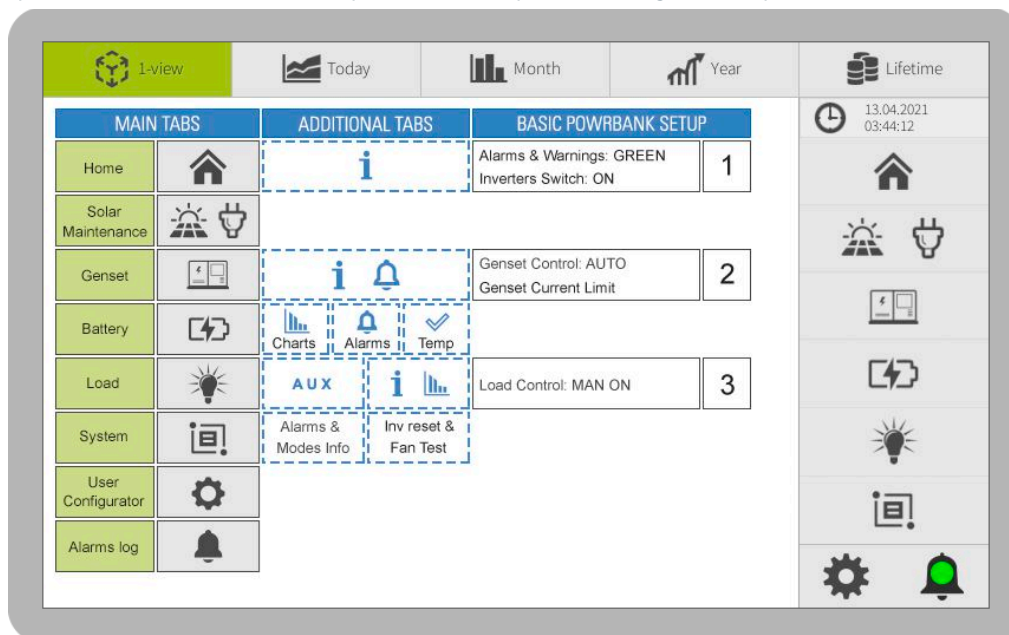 1-view
Today
Month
Year
Lifetime
13.04.2021
03:44:12
MAIN TABS
ADDITIONAL TABS
BASIC POWRBANK SETUP
Home
i
Alarms & Warnings: GREEN
Inverters Switch: ON
1
Solar
Maintenance
Genset
i
Genset Control: AUTO
Genset Current Limit
2
Battery
Charts
Alarms
Temp
Load
AUX
i
Load Control: MAN ON
3
System
Alarms &
Modes Info
Inv reset &
Fan Test
User
Configurator
Alarms log